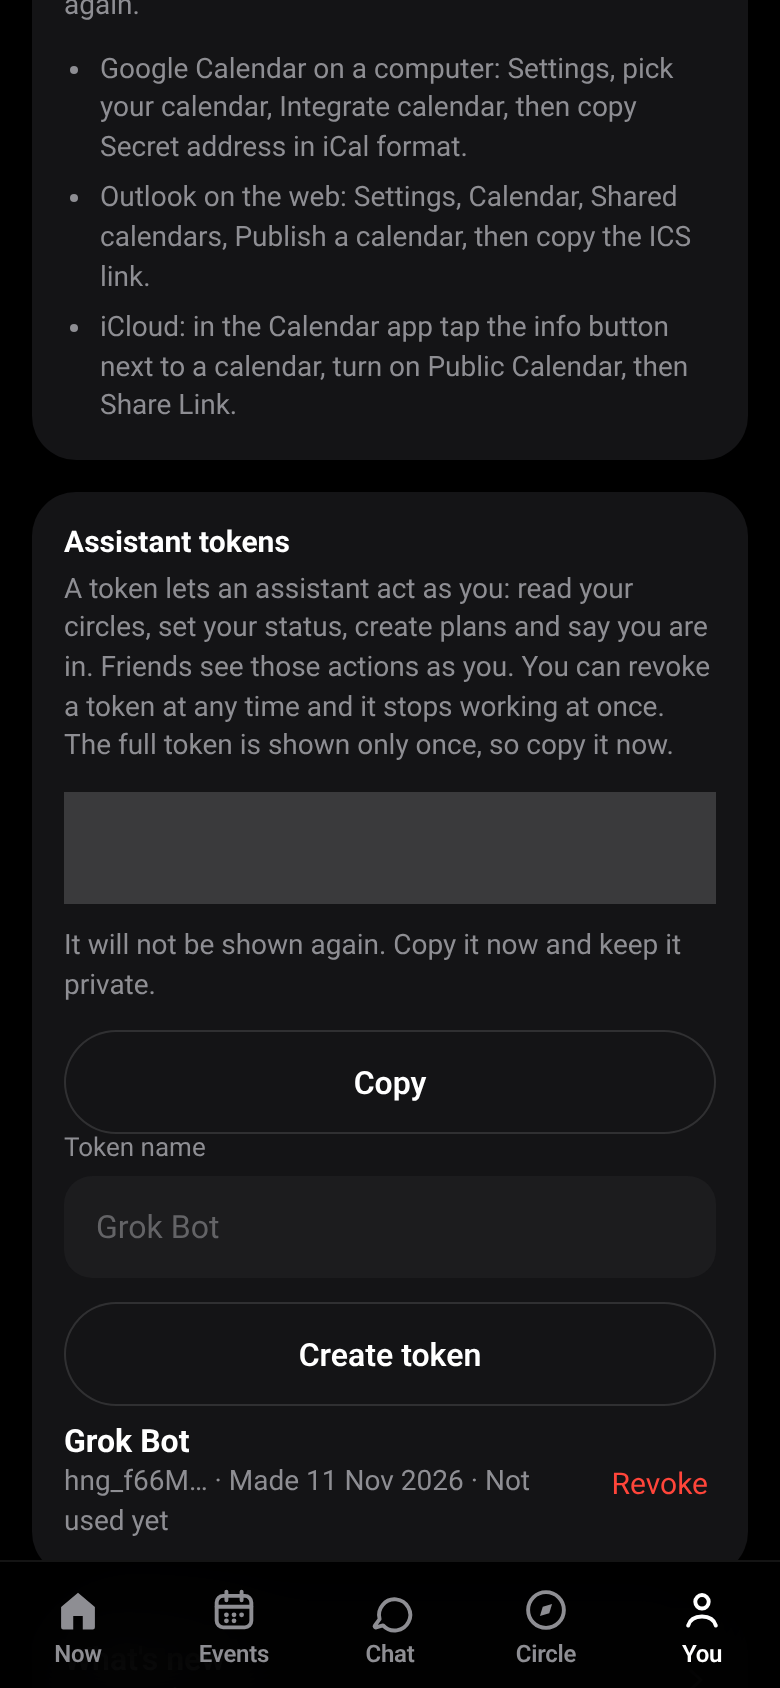 again.
Google Calendar on a computer: Settings, pick
your calendar, Integrate calendar, then copy
Secret address in iCal format.
Outlook on the web: Settings, Calendar, Shared
calendars, Publish a calendar, then copy the ICS
link.
iCloud: in the Calendar app tap the info button
next to a calendar, turn on Public Calendar, then
Share Link.
Assistant tokens
A token lets an assistant act as you: read your
circles, set your status, create plans and say you are
in. Friends see those actions as you. You can revoke
a token at any time and it stops working at once.
The full token is shown only once, so copy it now.
It will not be shown again. Copy it now and keep it
private.
Copy
Token name
Grok Bot
Create token
Grok Bot
hng_f66M… · Made 11 Nov 2026 · Not
used yet
Revoke
What's new
Now
Events
Chat
Circle
You